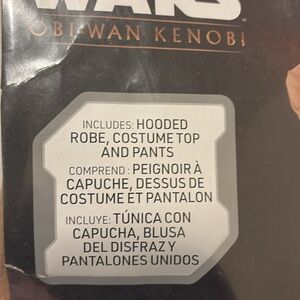 WARS
OBI-WAN KENOBI
INCLUDES: HOODED
ROBE, COSTUME TOP
AND PANTS
COMPREND : PEIGNOIR À
CAPUCHE, DESSUS DE
COSTUME ET PANTALON
INCLUYE: TÚNICA CON
CAPUCHA, BLUSA
DEL DISFRAZ Y
PANTALONES UNIDOS